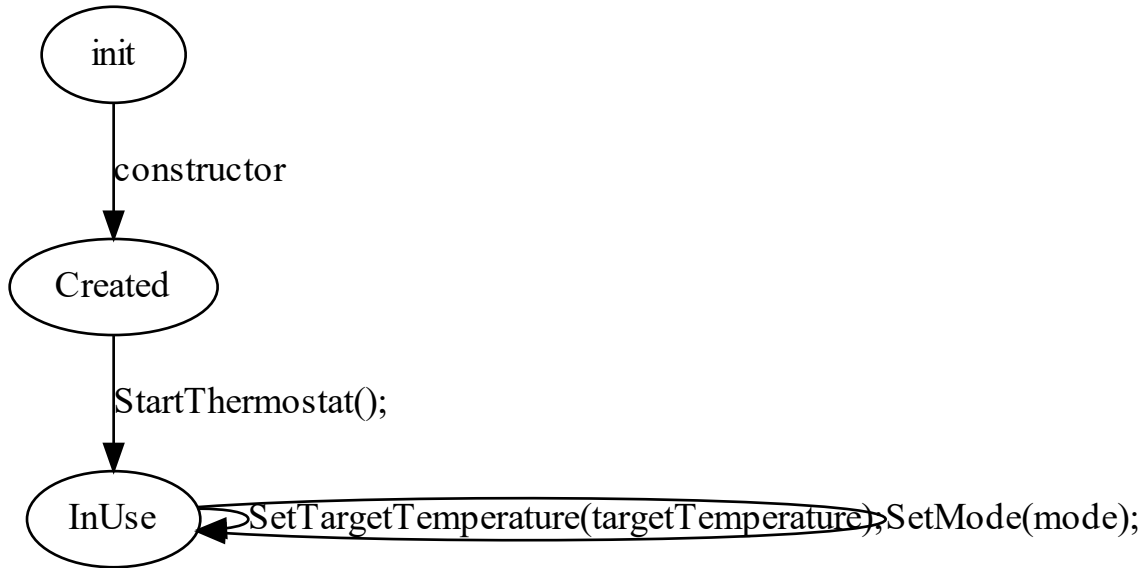 init
constructor
Created
StartThermostat();
InUse
SetTargetTemperature(targetTemperature);
SetMode(mode);